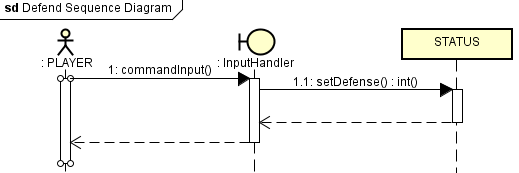 sd Defend Sequence Diagram
: PLAYER
: InputHandler
STATUS
1: commandInput()
1.1: setDefense() : int()